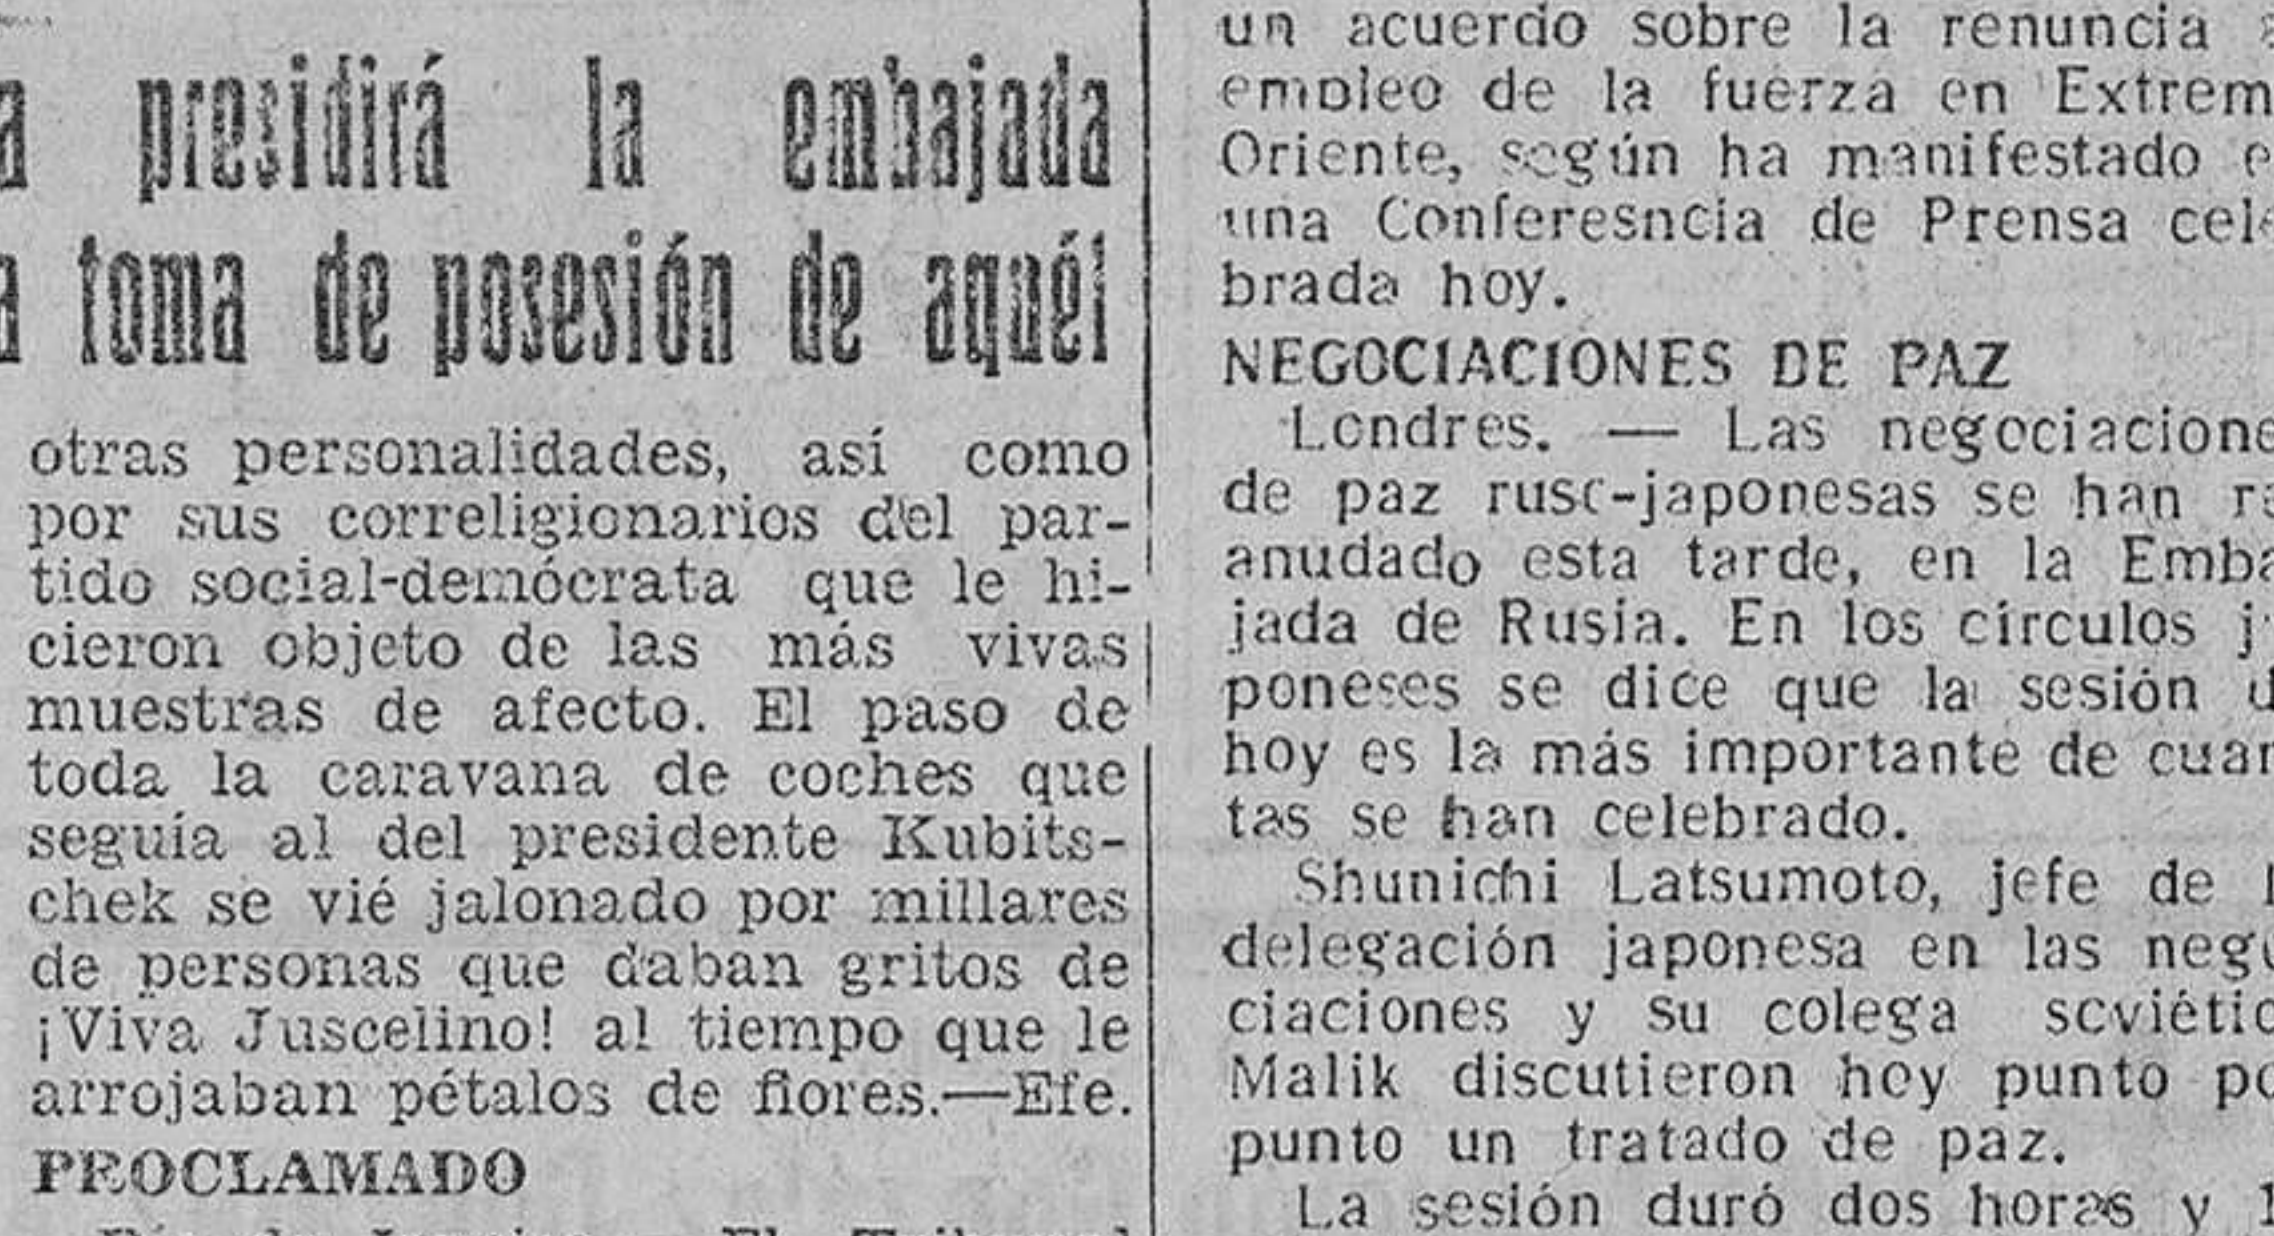 a presidirá la embajada
a toma de posesión de aquél
otras personalidades, así como
por sus correligionarios del par-
tido social-demócrata que le hi-
cieron objeto de las más vivas
muestras de afecto. El paso de
toda la caravana de coches que
seguía al del presidente Kubits-
chek se vié jalonado por millares
de personas que daban gritos de
¡Viva Juscelino! al tiempo que le
arrojaban pétalos de flores.—Efe.
PROCLAMADO
un acuerdo sobre la renuncia
empleo de la fuerza en Extrem
Oriente, según ha manifestado e
una Conferesncia de Prensa cele
brada hoy.
NEGOCIACIONES DE PAZ
Londres. — Las negociacione
de paz ruso-japonesas se han
anudado esta tarde, en la Emba
jada de Rusia. En los círculos
poneses se dice que la sesión
hoy es la más importante de cuan
tas se han celebrado.
Shunichi Latsumoto, jefe de
delegación japonesa en las nego
ciaciones y su colega soviétic
Malik discutieron hoy punto po
punto un tratado de paz.
La sesión duró dos horas y 1